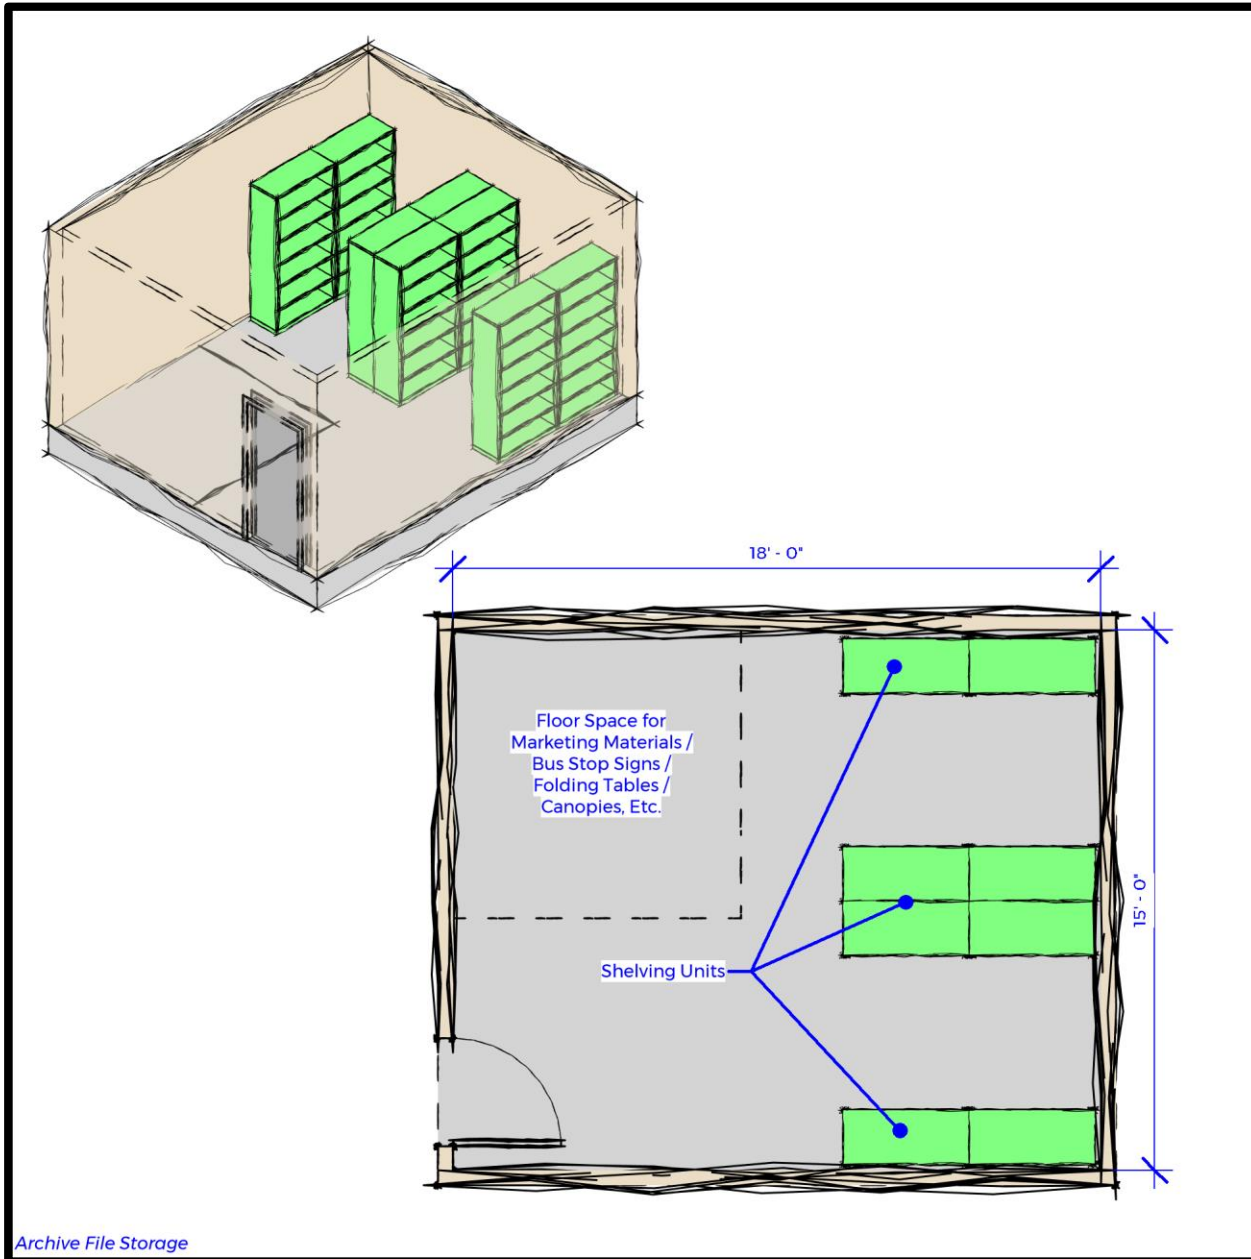 18' - 0"
Floor Space for
Marketing Materials /
Bus Stop Signs /
Folding Tables /
Canopies, Etc.
15' - 0"
Shelving Units
Archive File Storage